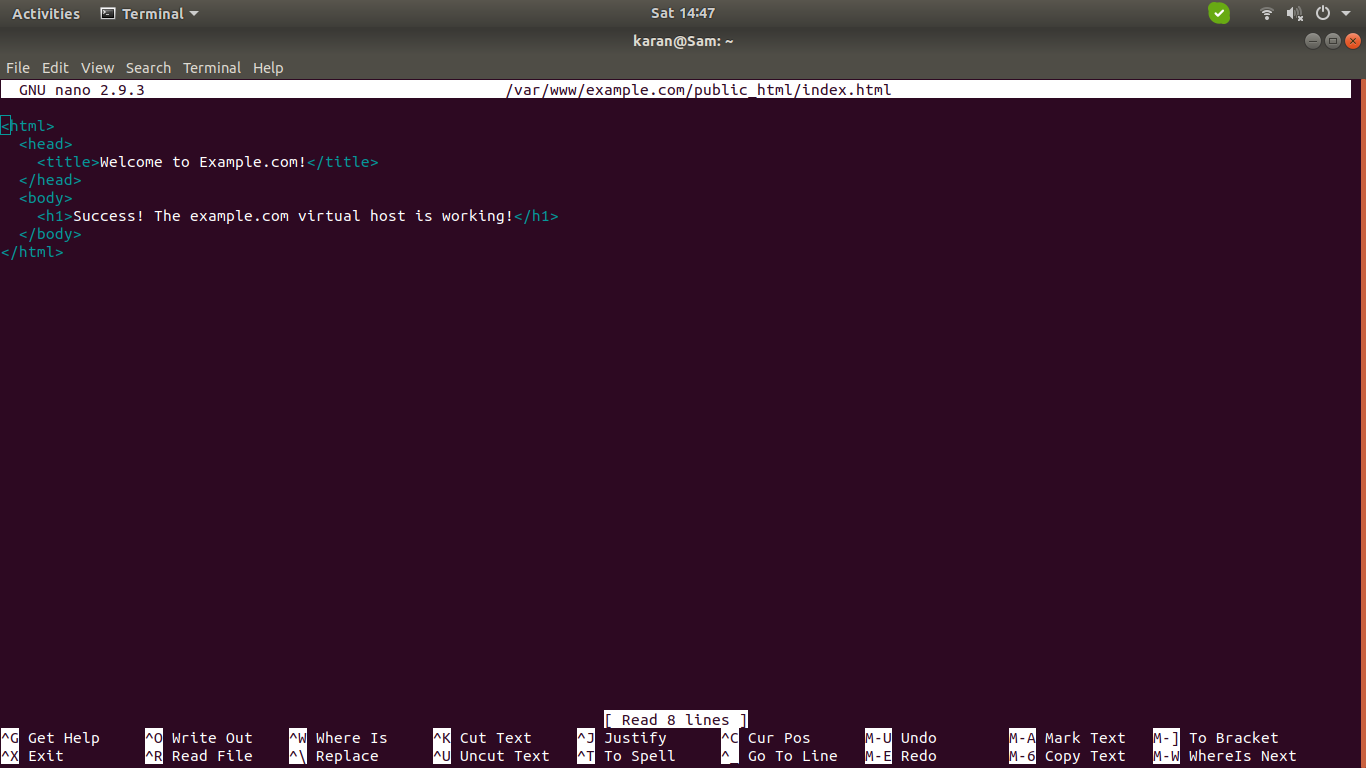 Activities Terminal Sat 14:47
karan@Sam: ~
File Edit View Search Terminal Help
GNU nano 2.9.3 /var/www/example.com/public_html/index.html
<html>
  <head>
    <title>Welcome to Example.com!</title>
  </head>
  <body>
    <h1>Success! The example.com virtual host is working!</h1>
  </body>
</html>
[ Read 8 lines ]
^G Get Help ^O Write Out ^W Where Is ^K Cut Text ^J Justify ^C Cur Pos M-U Undo M-A Mark Text M-] To Bracket
^X Exit ^R Read File ^\ Replace ^U Uncut Text ^T To Spell ^_ Go To Line M-E Redo M-6 Copy Text M-W WhereIs Next